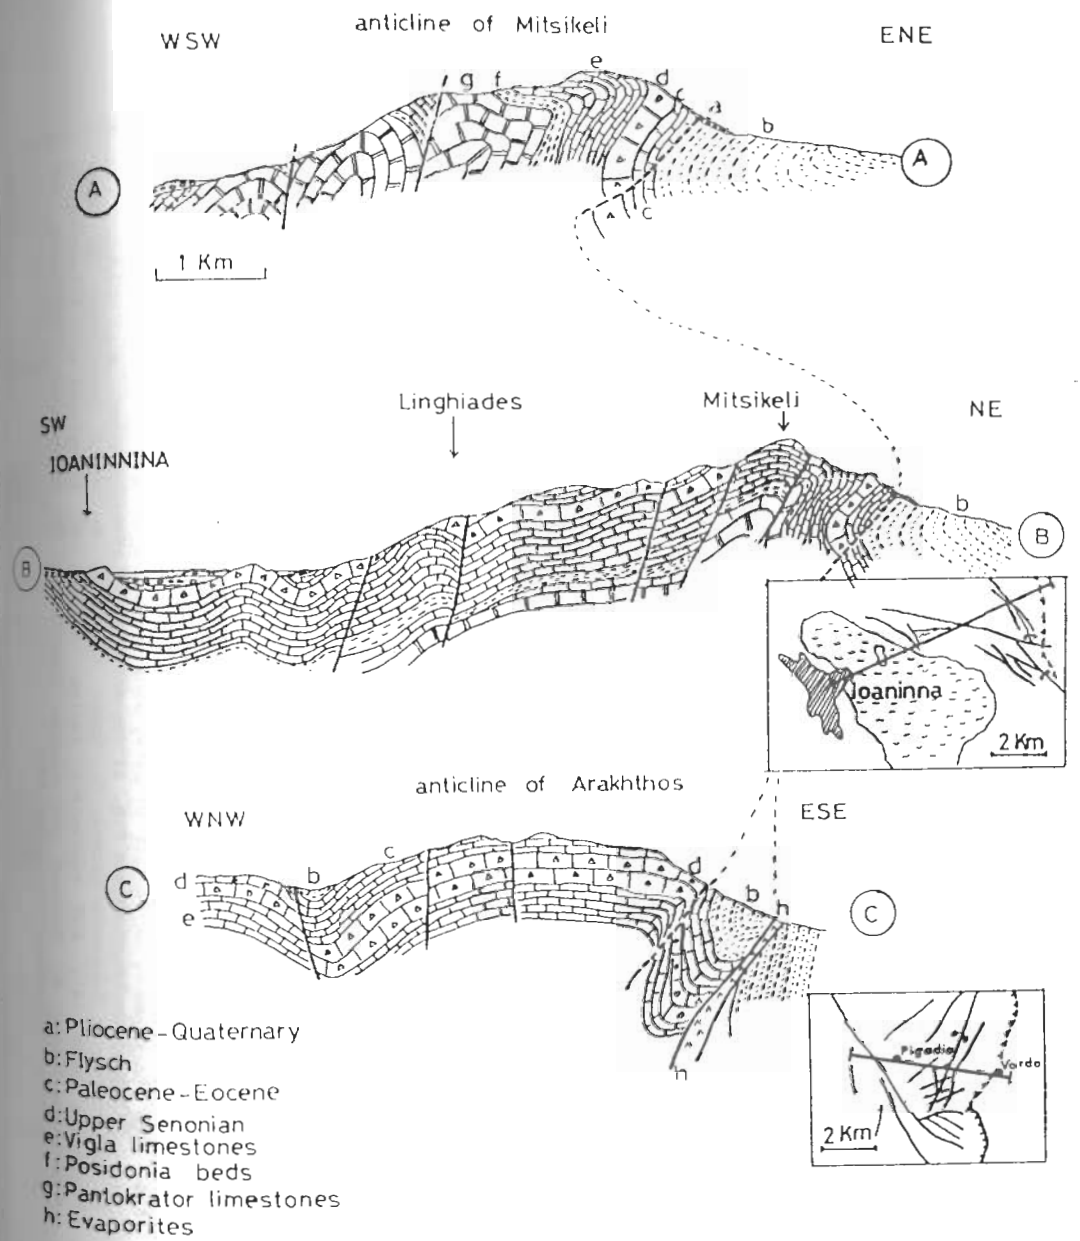 anticline of Mitsikeli
WSW
ENE
e
g f d
c
a
b
A
A
c
1 Km
Linghiades
Mitsikeli
NE
SW
IOANINNINA
b
B
B
Ioaninna
2 Km
anticline of Arakhthos
WNW
ESE
c
d
b
d
b
h
C
C
e
h
a: Pliocene-Quaternary
b: Flysch
c: Paleocene-Eocene
d: Upper Senonian
e: Vigla limestones
f: Posidonia beds
g: Pantokrator limestones
h: Evaporites
Pigadia
Vardo
2 Km